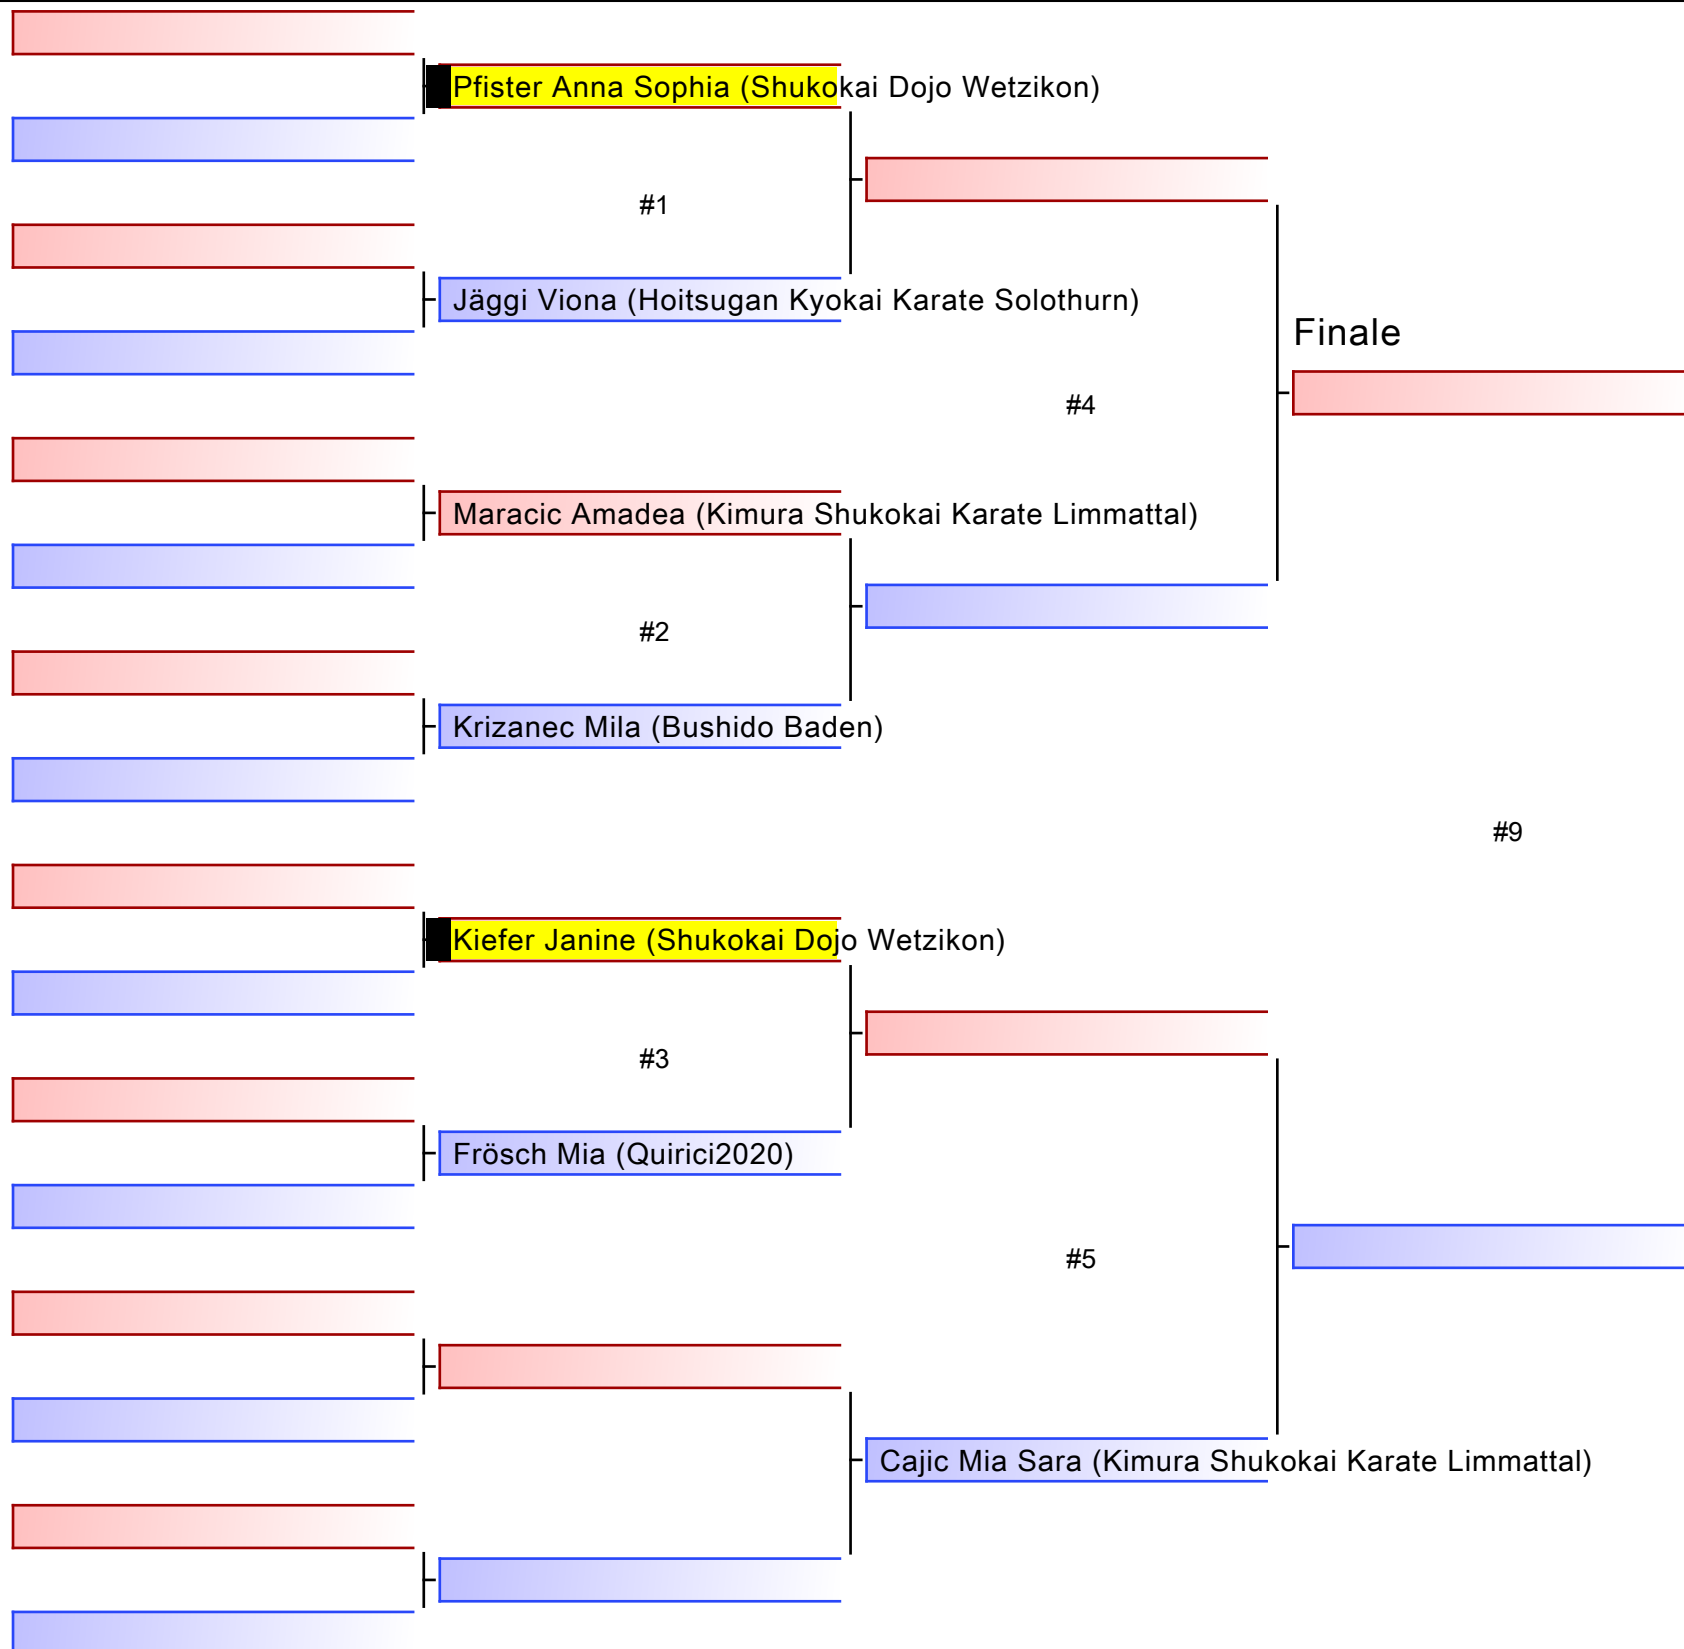 Pfister Anna Sophia (Shukokai Dojo Wetzikon)
#1
Jäggi Viona (Hoitsugan Kyokai Karate Solothurn)
Finale
#4
Maracic Amadea (Kimura Shukokai Karate Limmattal)
#2
Krizanec Mila (Bushido Baden)
#9
Kiefer Janine (Shukokai Dojo Wetzikon)
#3
Frösch Mia (Quirici2020)
#5
Cajic Mia Sara (Kimura Shukokai Karate Limmattal)